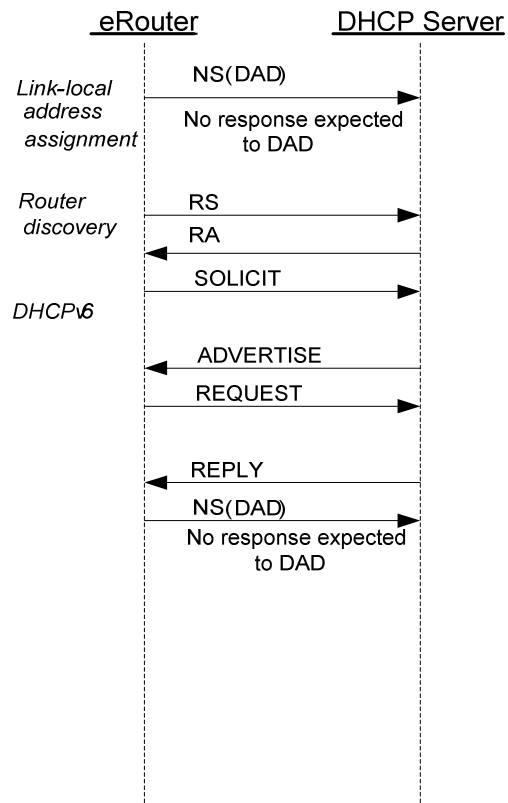 eRouter
DHCP Server
NS(DAD)
Link-local
address
assignment
No response expected
to DAD
Router
discovery
RS
RA
SOLICIT
DHCPv6
ADVERTISE
REQUEST
REPLY
NS(DAD)
No response expected
to DAD